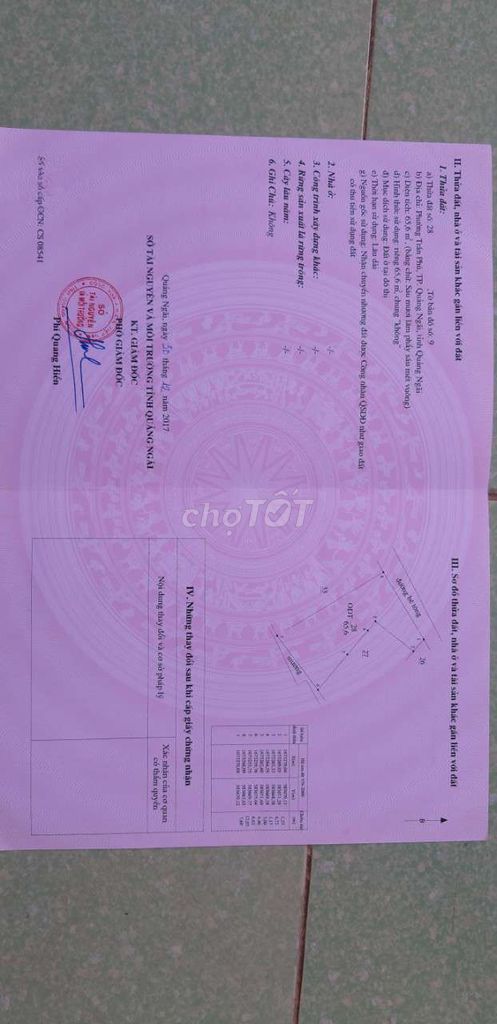 II. Thửa đất, nhà ở và tài sản khác gắn liền với đất
1. Thửa đất:
a) Thửa đất số: 28 ,Tờ bản đồ số: 9
b) Địa chỉ: Phường Trần Phú, TP. Quảng Ngãi, tỉnh Quảng Ngãi
c) Diện tích: 65,6 m², (bằng chữ: Sáu mươi lăm phẩy sáu mét vuông)
d) Hình thức sử dụng: riêng 65,6 m², chung "không"
đ) Mục đích sử dụng: Đất ở tại đô thị
e) Thời hạn sử dụng: Lâu dài
g) Nguồn gốc sử dụng: Nhận chuyển nhượng đất được Công nhận QSDĐ như giao đất
có thu tiền sử dụng đất
2. Nhà ở: -/-
3. Công trình xây dựng khác: -/-
4. Rừng sản xuất là rừng trồng: -/-
5. Cây lâu năm: -/-
6. Ghi Chú: Không
Quảng Ngãi, ngày tháng 12 năm 2017
SỞ TÀI NGUYÊN VÀ MÔI TRƯỜNG TỈNH QUẢNG NGÃI
KT. GIÁM ĐỐC
PHÓ GIÁM ĐỐC
SỞ
TÀI NGUYÊN
& MÔI TRƯỜNG
Phí Quang Hiển
Số vào sổ cấp GCN: CS 08541
III. Sơ đồ thửa đất, nhà ở và tài sản khác gắn liền với đất
B
đường bê tông
26
28
ODT 65,6
27
33
mương
IV. Những thay đổi sau khi cấp giấy chứng nhận
Nội dung thay đổi và cơ sở pháp lý
Xác nhận của cơ quan
có thẩm quyền
chợTỐT